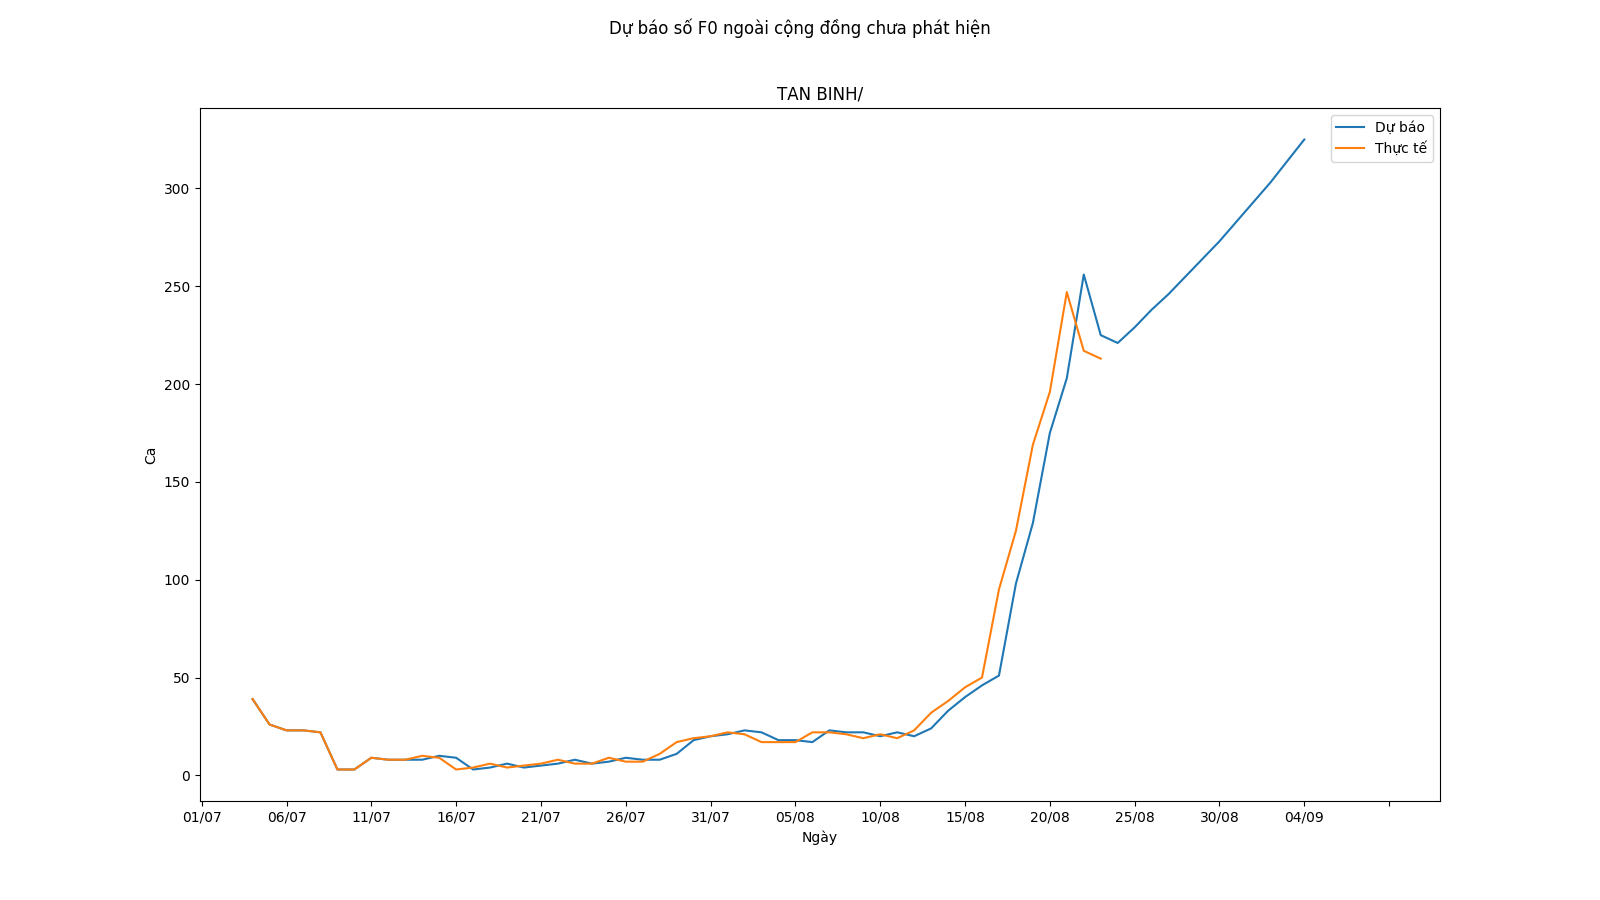 Dự báo số F0 ngoài cộng đồng chưa phát hiện
TAN BINH/
Dự báo
Thực tế
300
250
200
150
100
50
0
Ca
01/07 06/07 11/07 16/07 21/07 26/07 31/07 05/08 10/08 15/08 20/08 25/08 30/08 04/09
Ngày